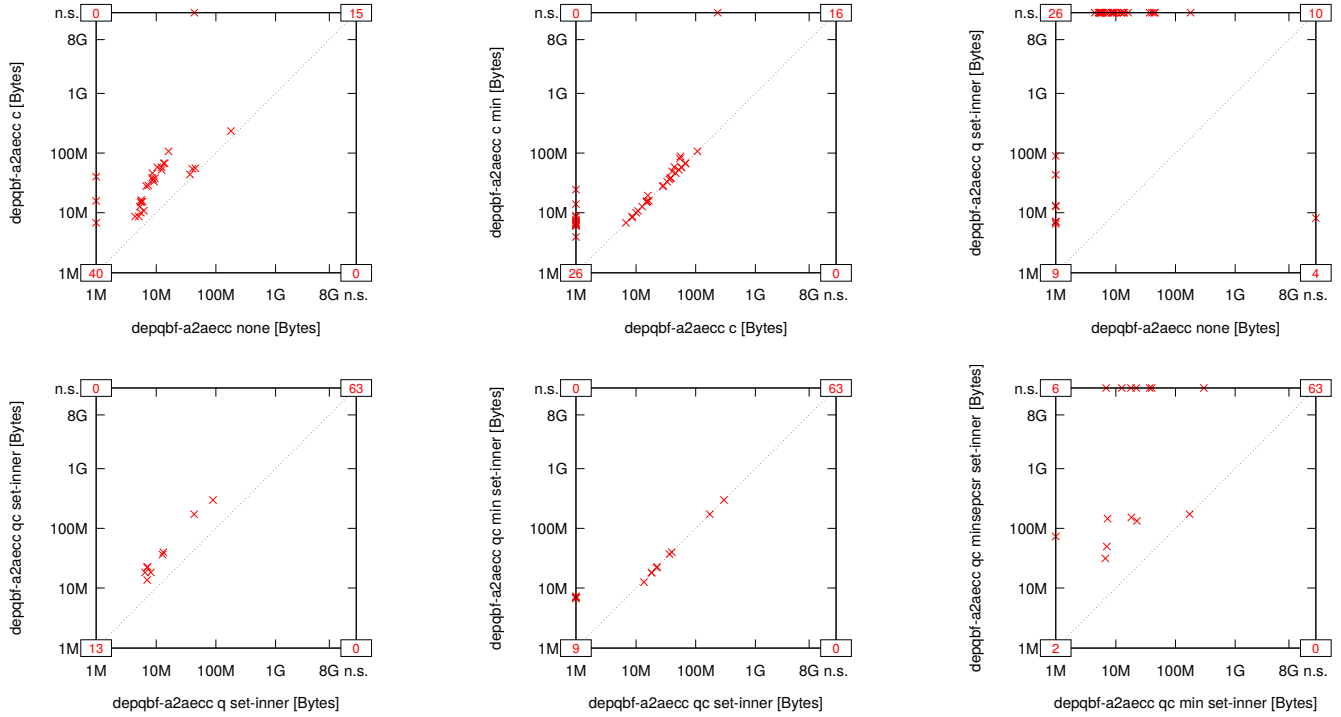 n.s. 0 15
8G
1G
100M
10M
1M 40 0
1M 10M 100M 1G 8G n.s.
depqbf-a2aecc c [Bytes]
depqbf-a2aecc none [Bytes]
n.s. 0 16
8G
1G
100M
10M
1M 26 0
1M 10M 100M 1G 8G n.s.
depqbf-a2aecc c min [Bytes]
depqbf-a2aecc c [Bytes]
n.s. 26 10
8G
1G
100M
10M
1M 9 4
1M 10M 100M 1G 8G n.s.
depqbf-a2aecc q set-inner [Bytes]
depqbf-a2aecc none [Bytes]
n.s. 0 63
8G
1G
100M
10M
1M 13 0
1M 10M 100M 1G 8G n.s.
depqbf-a2aecc qc set-inner [Bytes]
depqbf-a2aecc q set-inner [Bytes]
n.s. 0 63
8G
1G
100M
10M
1M 9 0
1M 10M 100M 1G 8G n.s.
depqbf-a2aecc qc min set-inner [Bytes]
depqbf-a2aecc qc set-inner [Bytes]
n.s. 6 63
8G
1G
100M
10M
1M 2 0
1M 10M 100M 1G 8G n.s.
depqbf-a2aecc qc minsepcsr set-inner [Bytes]
depqbf-a2aecc qc min set-inner [Bytes]